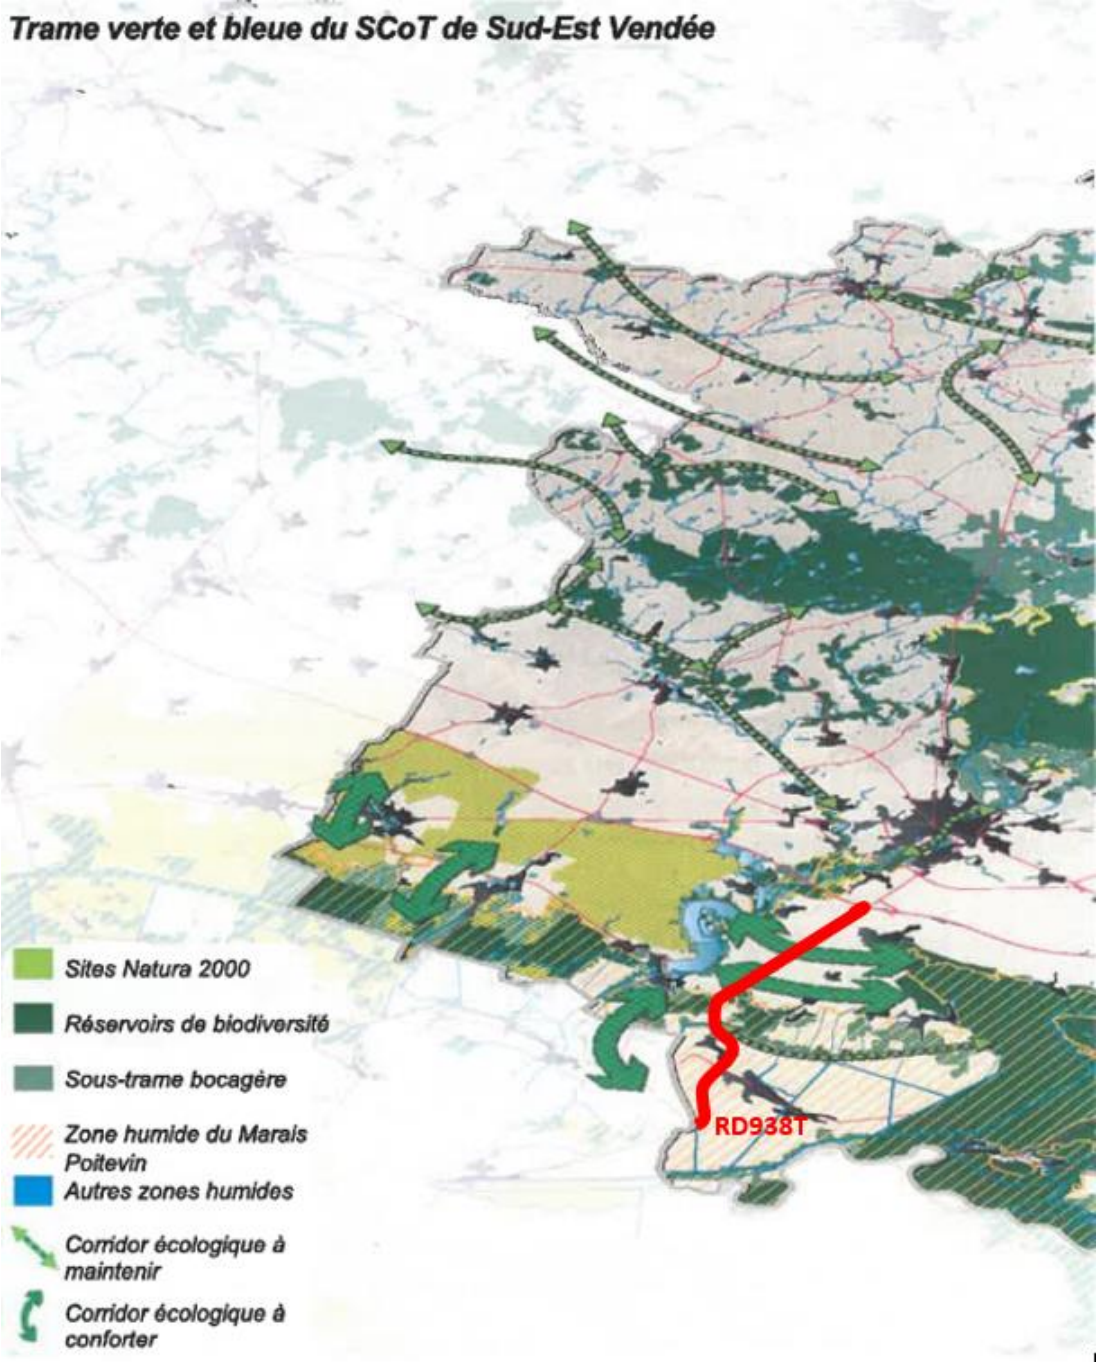 Trame verte et bleue du SCoT de Sud-Est Vendée
RD938T
Sites Natura 2000
Réservoirs de biodiversité
Sous-trame bocagère
Zone humide du Marais
Poitevin
Autres zones humides
Corridor écologique à
maintenir
Corridor écologique à
conforter